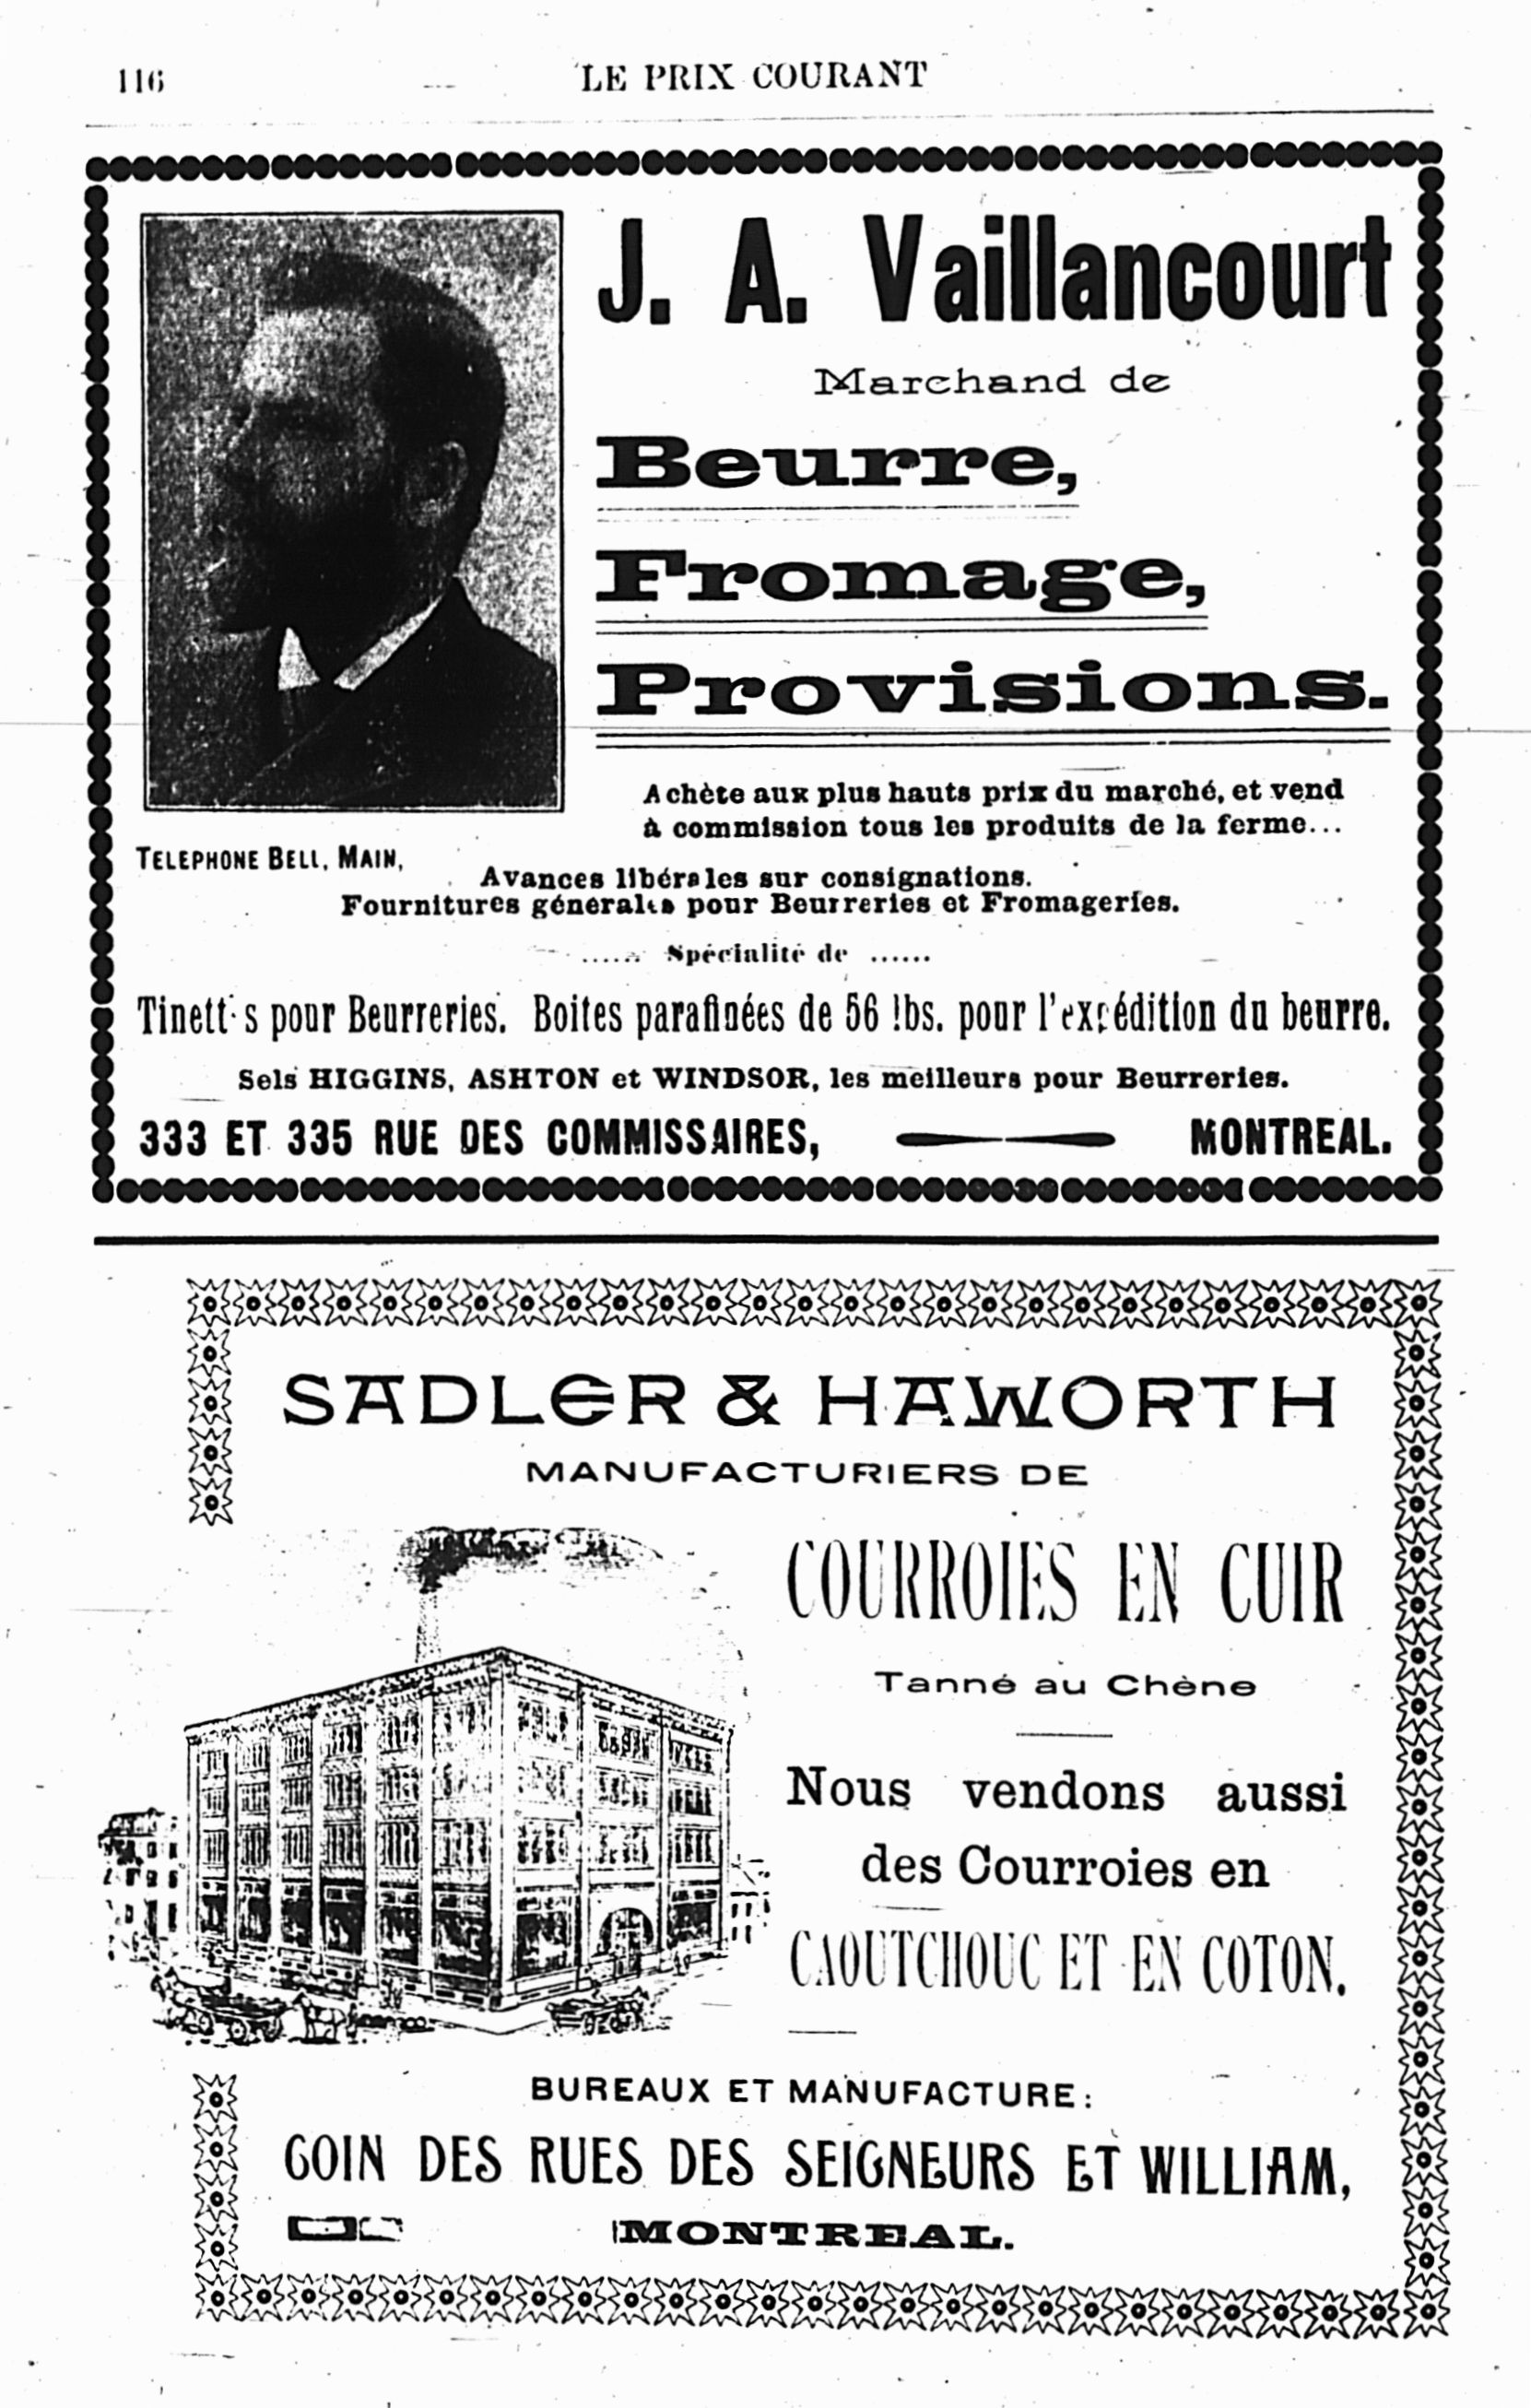 116 LE PRIX COURANT
J. A. Vaillancourt
Marchand de
Beurre,
Fromage,
Provisions.
Achète aux plus hauts prix du marché, et vend
à commission tous les produits de la ferme...
TELEPHONE BELL, MAIN,
Avances libérales sur consignations.
Fournitures générales pour Beurreries et Fromageries.
...... Spécialité de ......
Tinett s pour Beurreries. Boites parafinées de 56 lbs. pour l'expédition du beurre.
Sels HIGGINS, ASHTON et WINDSOR, les meilleurs pour Beurreries.
333 ET 335 RUE DES COMMISSAIRES, MONTREAL.
SADLER & HAWORTH
MANUFACTURIERS DE
COURROIES EN CUIR
Tanné au Chène
Nous vendons aussi
des Courroies en
CAOUTCHOUC ET EN COTON.
BUREAUX ET MANUFACTURE:
COIN DES RUES DES SEIGNEURS ET WILLIAM,
MONTREAL.